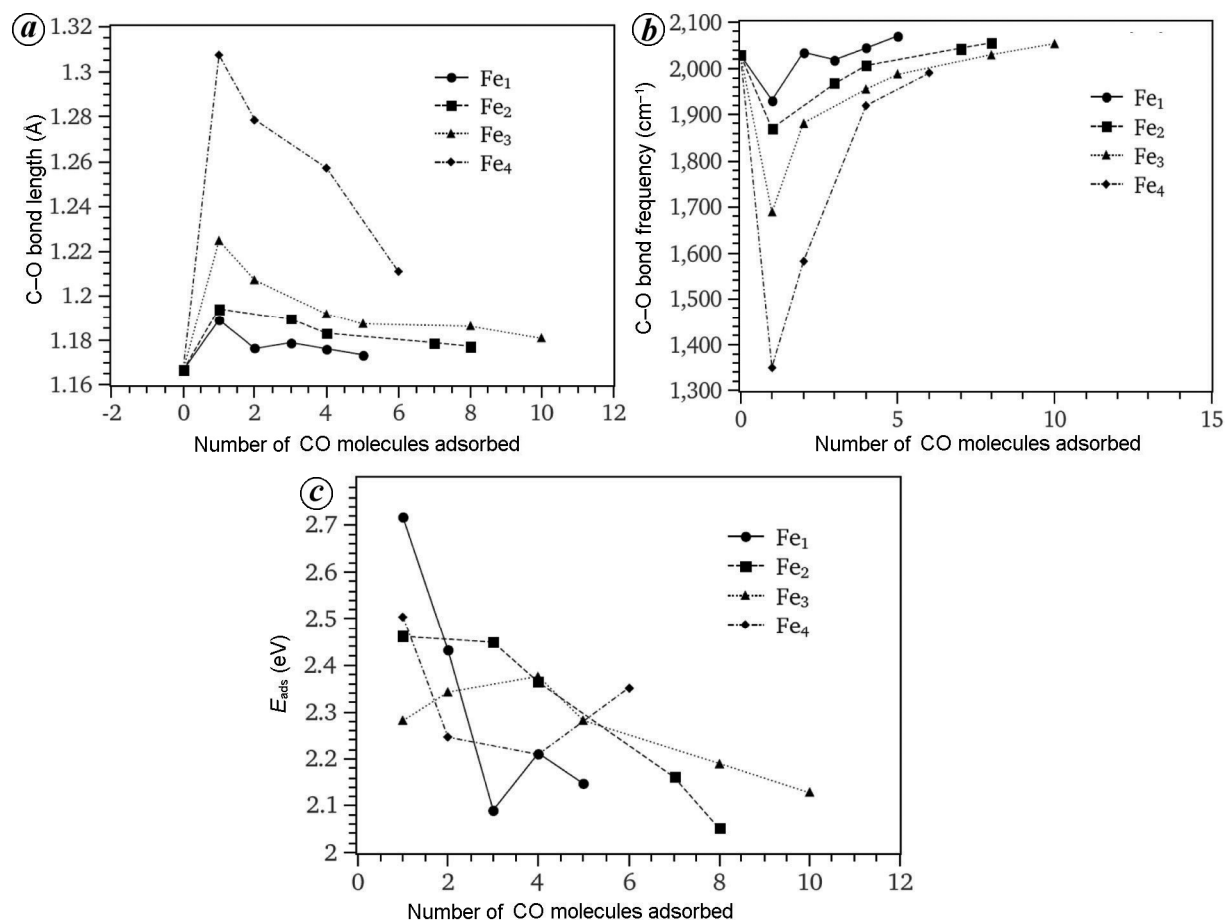 a
C–O bond length (Å)
1.32
1.3
1.28
1.26
1.24
1.22
1.2
1.18
1.16
-2
0
2
4
6
8
10
12
Number of CO molecules adsorbed
Fe1
Fe2
Fe3
Fe4
b
C–O bond frequency (cm–1)
2,100
2,000
1,900
1,800
1,700
1,600
1,500
1,400
1,300
0
5
10
15
Number of CO molecules adsorbed
Fe1
Fe2
Fe3
Fe4
c
Eads (eV)
2.7
2.6
2.5
2.4
2.3
2.2
2.1
2
0
2
4
6
8
10
12
Number of CO molecules adsorbed
Fe1
Fe2
Fe3
Fe4